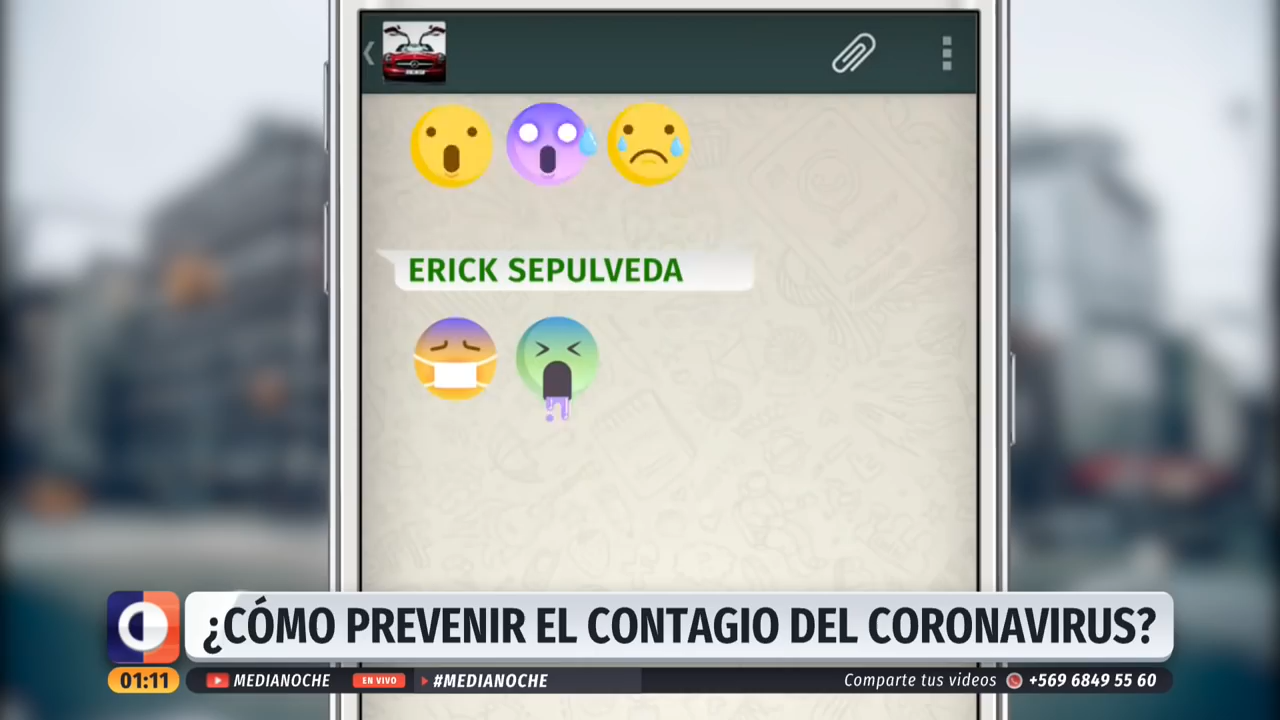 ERICK SEPULVEDA
¿CÓMO PREVENIR EL CONTAGIO DEL CORONAVIRUS?
01:11 MEDIANOCHE EN VIVO #MEDIANOCHE Comparte tus videos +569 6849 55 60